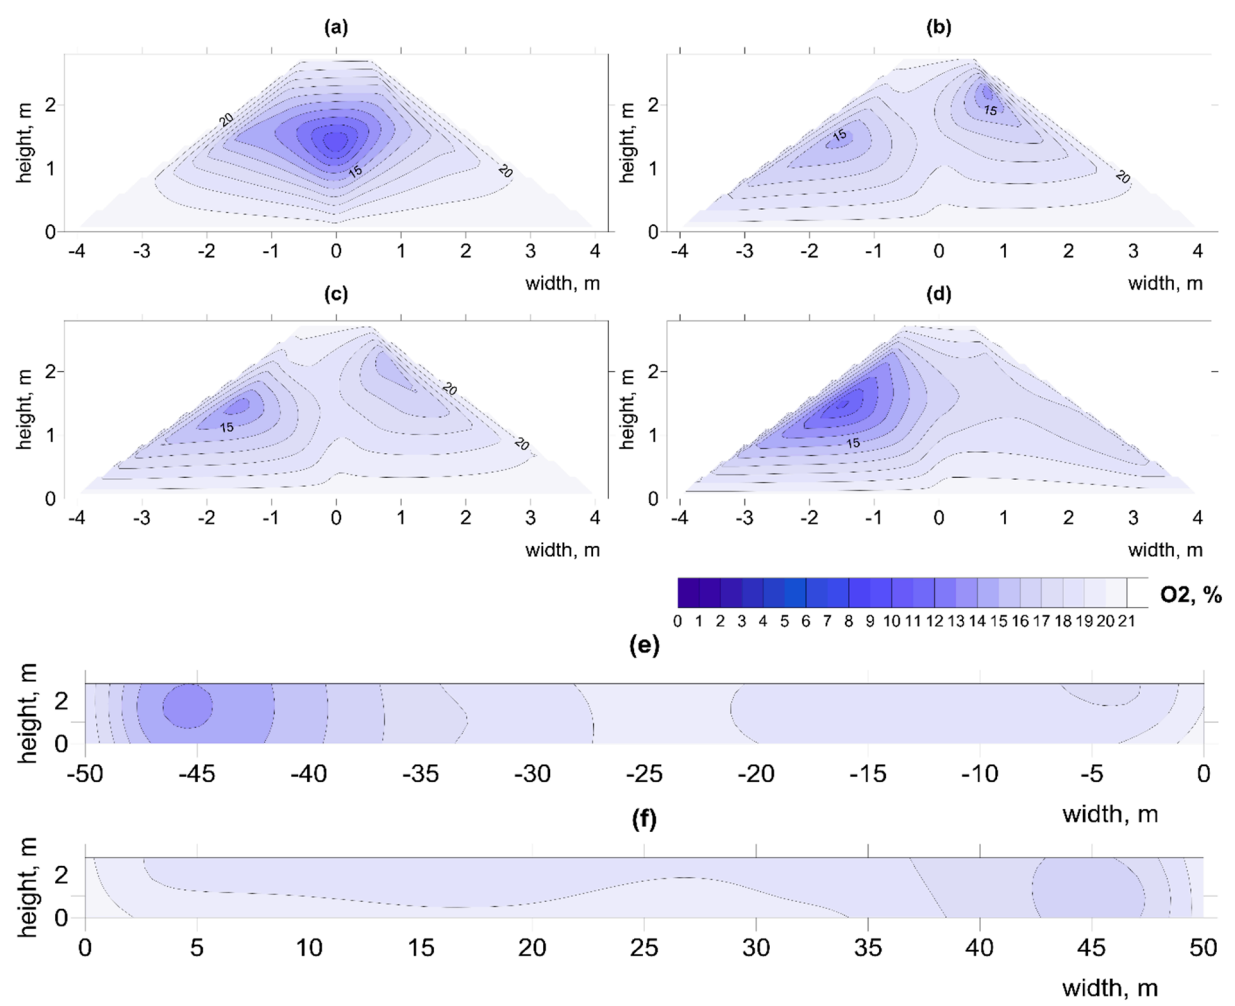 (a) (b)
height, m 2 1 0 20 15 20
height, m 2 1 0 15 15 20
-4 -3 -2 -1 0 1 2 3 4
-4 -3 -2 -1 0 1 2 3 4
width, m width, m
(c) (d)
height, m 2 1 0 15 20 20
height, m 2 1 0 15
-4 -3 -2 -1 0 1 2 3 4
-4 -3 -2 -1 0 1 2 3 4
width, m width, m
O2, %
0 1 2 3 4 5 6 7 8 9 10 11 12 13 14 15 16 17 18 19 20 21
(e)
height, m 2 0
-50 -45 -40 -35 -30 -25 -20 -15 -10 -5 0
width, m
(f)
height, m 2 0
0 5 10 15 20 25 30 35 40 45 50
width, m